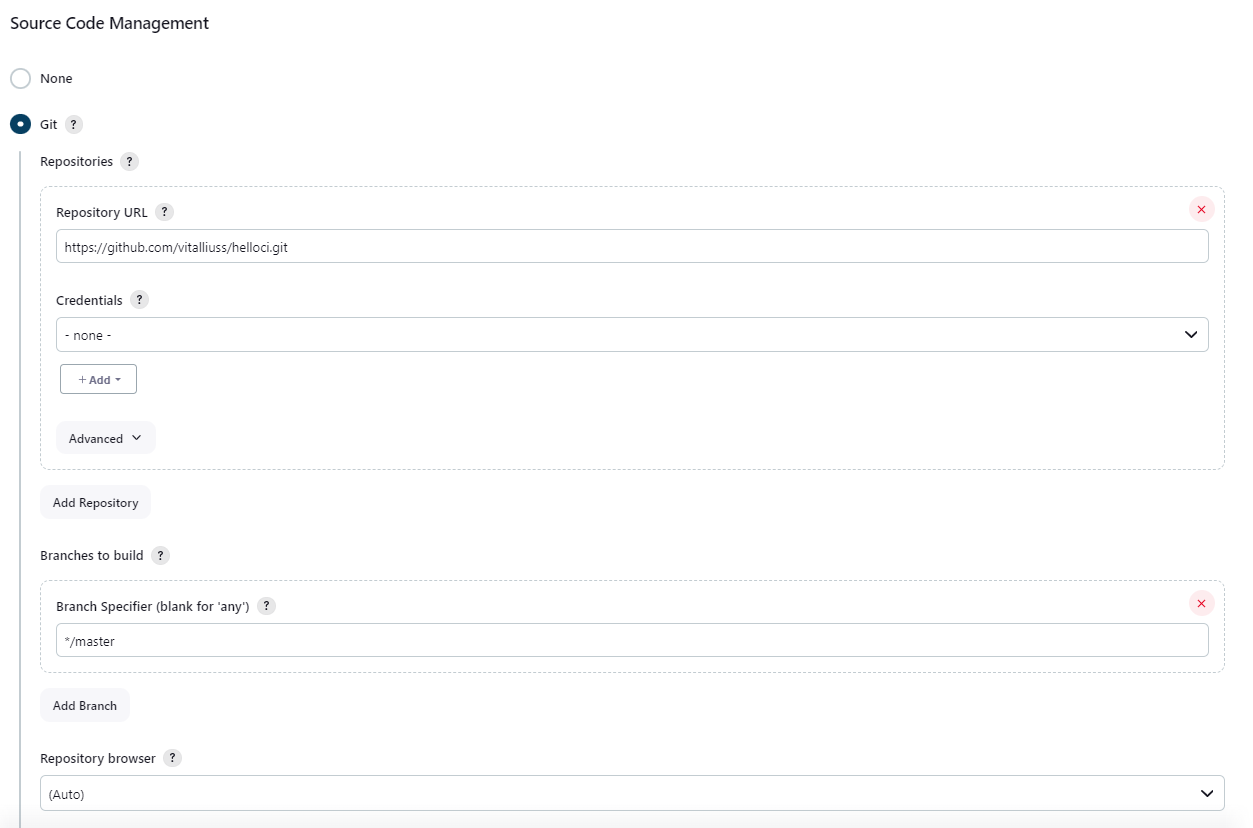 Source Code Management
None
Git ?
Repositories ?
Repository URL ?
https://github.com/vitalliuss/helloci.git
Credentials ?
- none -
+ Add
Advanced
Add Repository
Branches to build ?
Branch Specifier (blank for 'any') ?
*/master
Add Branch
Repository browser ?
(Auto)